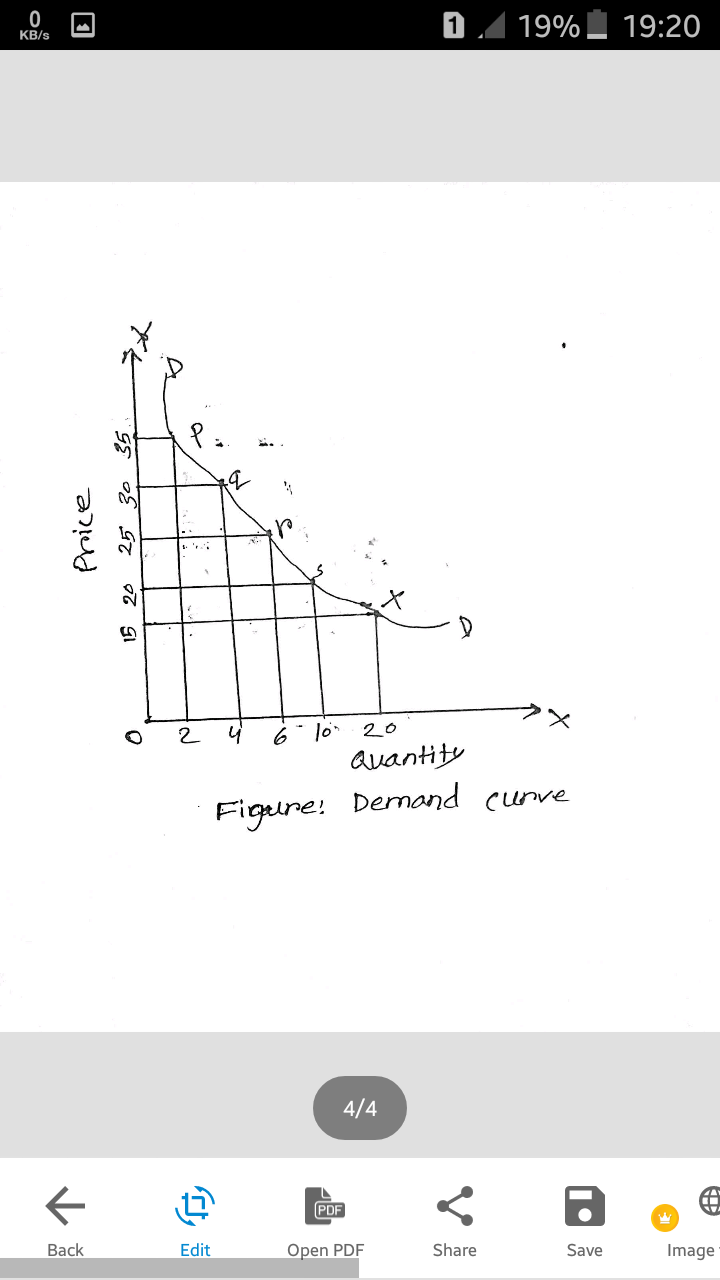 0
KB/s
1
19%
19:20
X
D
35
P
30
q
Price
25
r
20
s
X
15
D
0 2 4 6 10 20
X
Quantity
Figure: Demand curve
4/4
PDF
Back
Edit
Open PDF
Share
Save
Image